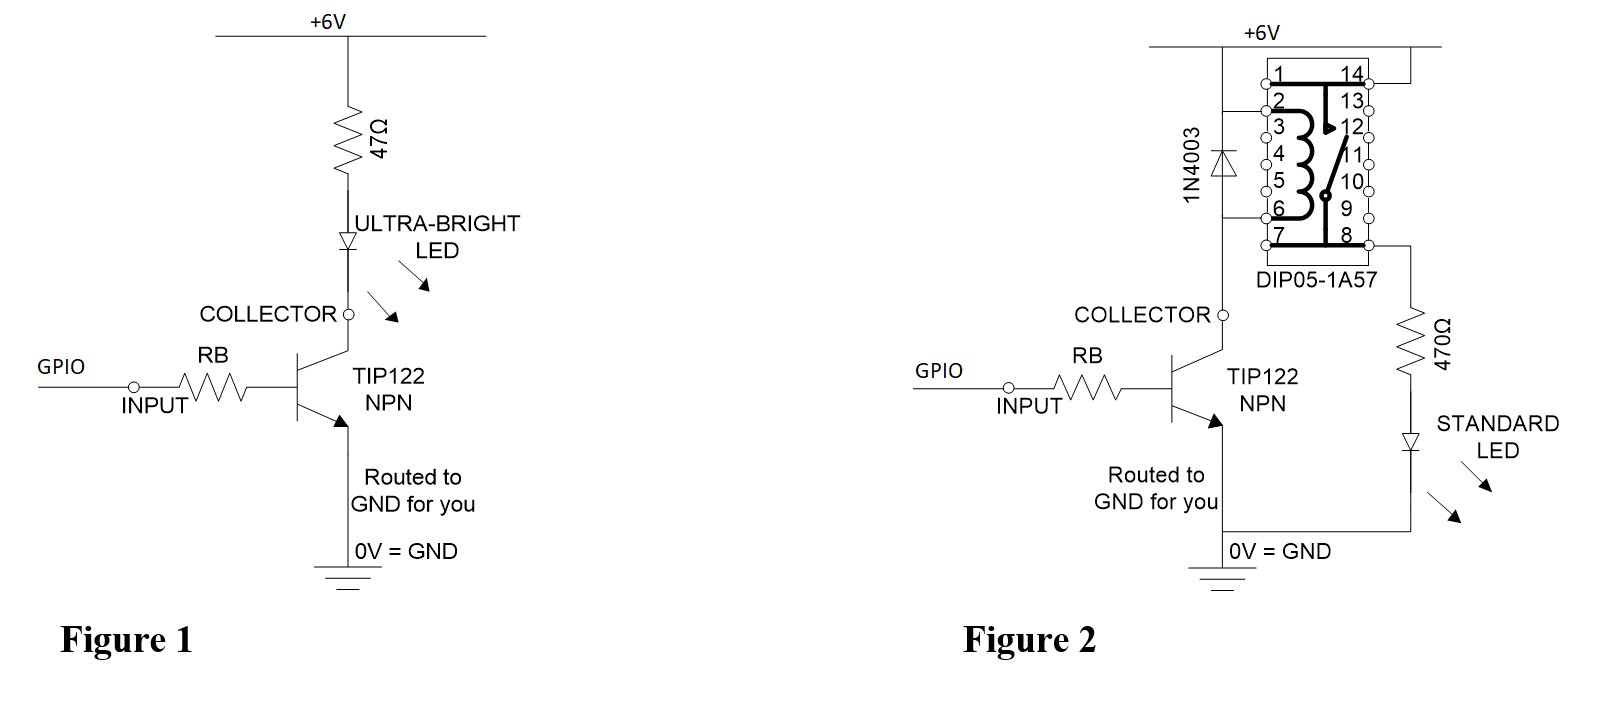 +6V
47Ω
ULTRA-BRIGHT
LED
COLLECTOR
GPIO
RB
INPUT
TIP122
NPN
Routed to
GND for you
0V = GND
Figure 1
+6V
1 14
2 13
3 12
4 11
5 10
6 9
7 8
1N4003
DIP05-1A57
COLLECTOR
GPIO
RB
INPUT
TIP122
NPN
470Ω
STANDARD
LED
Routed to
GND for you
0V = GND
Figure 2